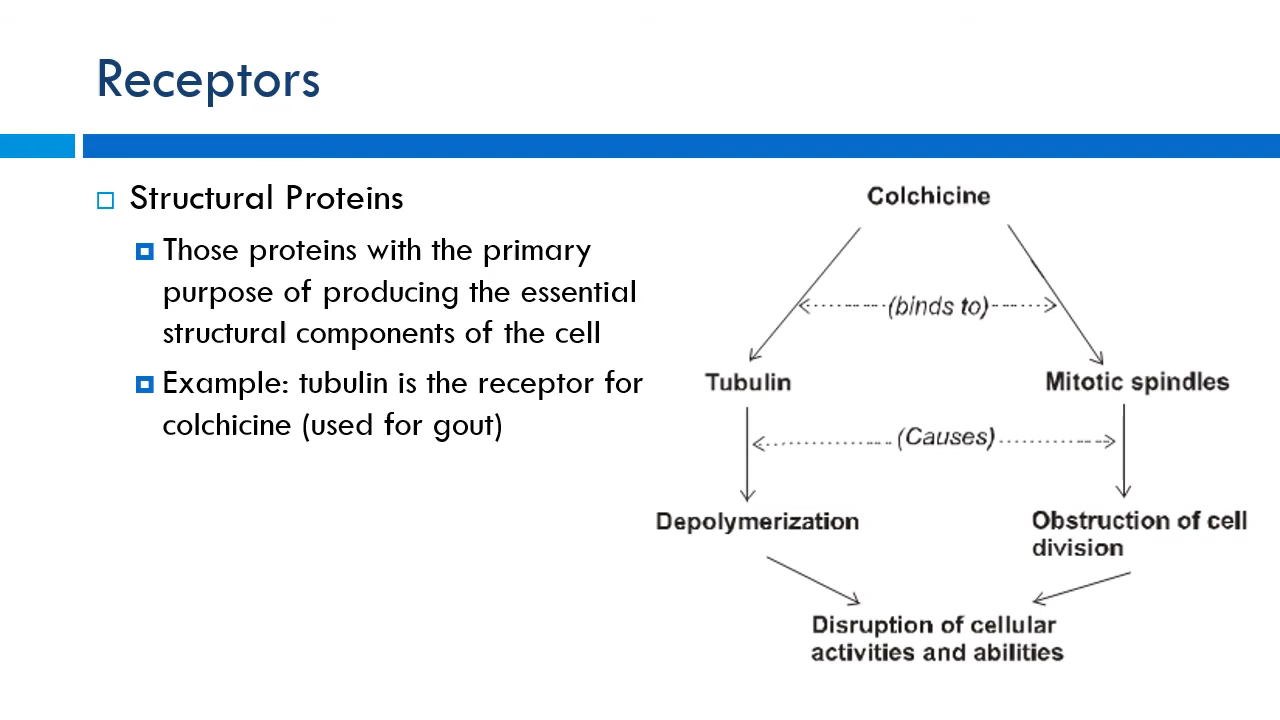 Receptors
Structural Proteins
Those proteins with the primary
purpose of producing the essential
structural components of the cell
Example: tubulin is the receptor for
colchicine (used for gout)
Colchicine
(binds to)
Tubulin
Mitotic spindles
(Causes)
Depolymerization
Obstruction of cell
division
Disruption of cellular
activities and abilities